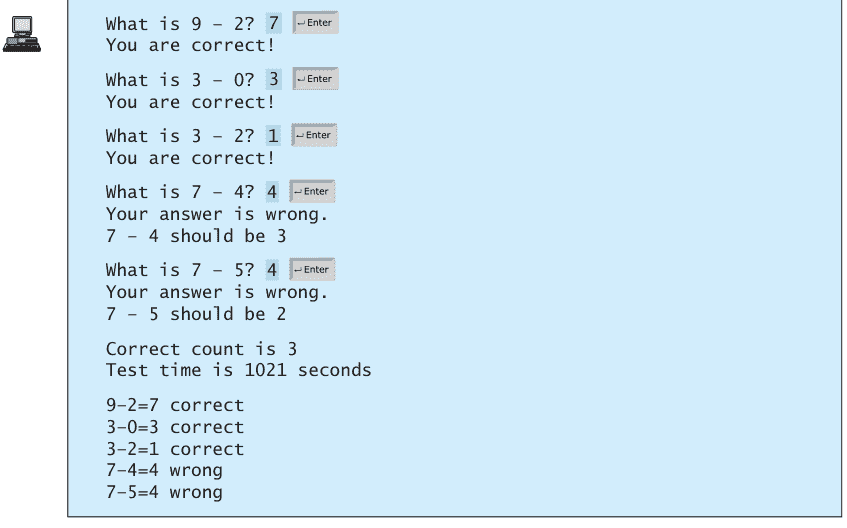 What is 9 – 2? 7 ↵Enter
You are correct!
What is 3 – 0? 3 ↵Enter
You are correct!
What is 3 – 2? 1 ↵Enter
You are correct!
What is 7 – 4? 4 ↵Enter
Your answer is wrong.
7 – 4 should be 3
What is 7 – 5? 4 ↵Enter
Your answer is wrong.
7 – 5 should be 2
Correct count is 3
Test time is 1021 seconds
9–2=7 correct
3–0=3 correct
3–2=1 correct
7–4=4 wrong
7–5=4 wrong